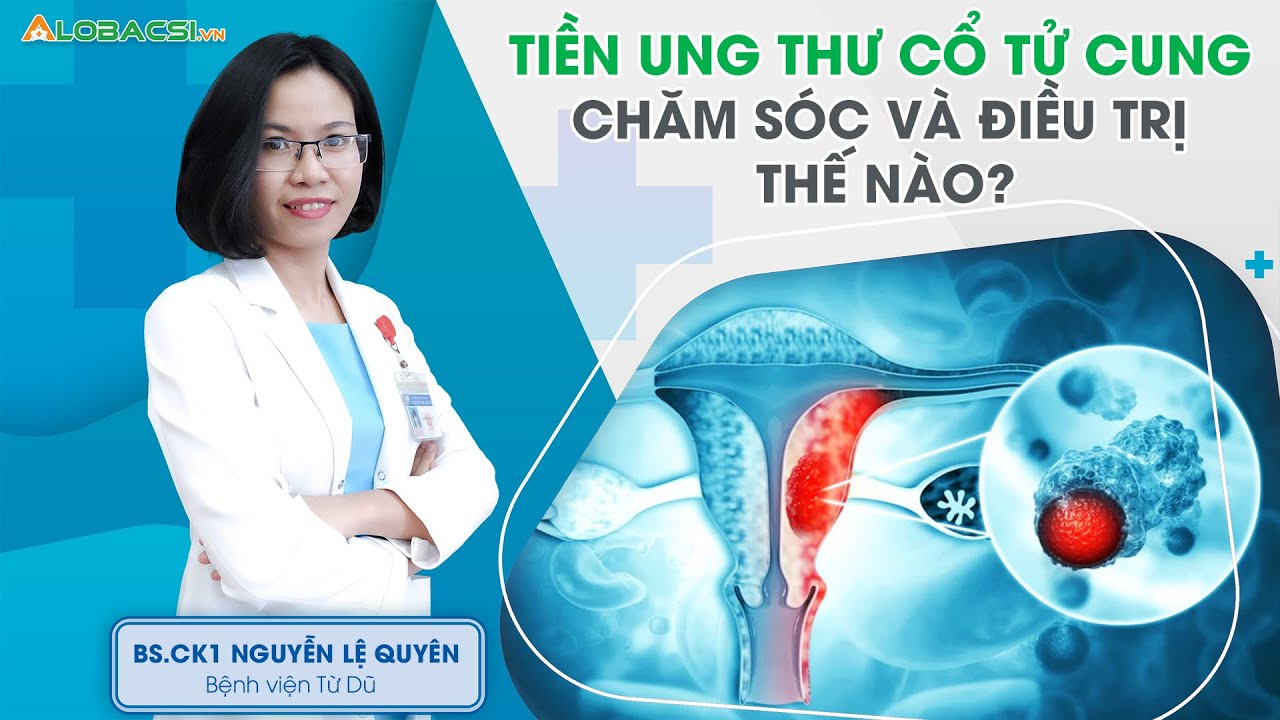 ALOBACSI.VN
TIỀN UNG THƯ CỔ TỬ CUNG
CHĂM SÓC VÀ ĐIỀU TRỊ
THẾ NÀO?
BS.CK1 NGUYỄN LỆ QUYÊN
Bệnh viện Từ Dũ